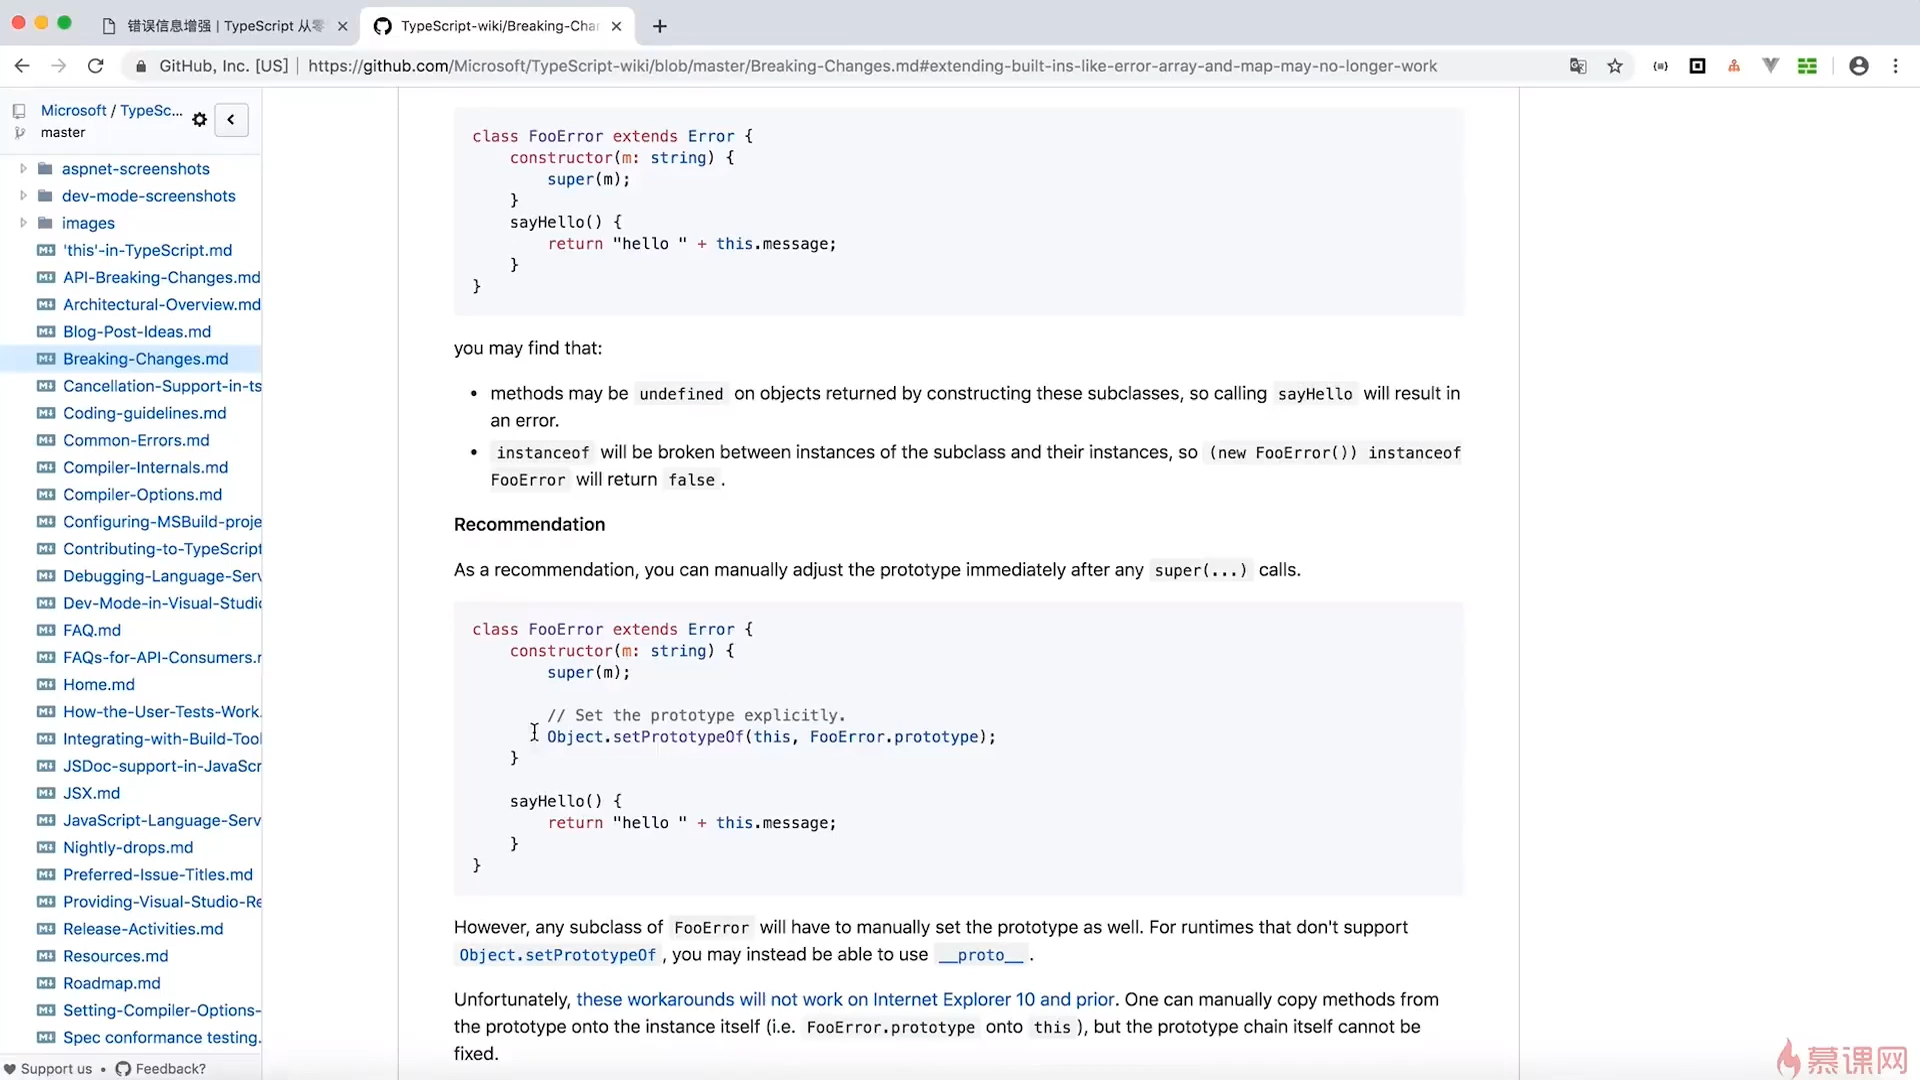 错误信息增强 | TypeScript 从零
TypeScript-wiki/Breaking-Chan
GitHub, Inc. [US] | https://github.com/Microsoft/TypeScript-wiki/blob/master/Breaking-Changes.md#extending-built-ins-like-error-array-and-map-may-no-longer-work
Microsoft / TypeSc...
master
aspnet-screenshots
dev-mode-screenshots
images
'this'-in-TypeScript.md
API-Breaking-Changes.md
Architectural-Overview.md
Blog-Post-Ideas.md
Breaking-Changes.md
Cancellation-Support-in-ts
Coding-guidelines.md
Common-Errors.md
Compiler-Internals.md
Compiler-Options.md
Configuring-MSBuild-proje
Contributing-to-TypeScript
Debugging-Language-Serv
Dev-Mode-in-Visual-Studio
FAQ.md
FAQs-for-API-Consumers.m
Home.md
How-the-User-Tests-Work.
Integrating-with-Build-Tool
JSDoc-support-in-JavaScr
JSX.md
JavaScript-Language-Serv
Nightly-drops.md
Preferred-Issue-Titles.md
Providing-Visual-Studio-Re
Release-Activities.md
Resources.md
Roadmap.md
Setting-Compiler-Options-
Spec conformance testing.
Support us • Feedback?
class FooError extends Error {
constructor(m: string) {
super(m);
}
sayHello() {
return "hello " + this.message;
}
}
you may find that:
• methods may be undefined on objects returned by constructing these subclasses, so calling sayHello will result in
an error.
• instanceof will be broken between instances of the subclass and their instances, so (new FooError()) instanceof
FooError will return false .
Recommendation
As a recommendation, you can manually adjust the prototype immediately after any super(...) calls.
class FooError extends Error {
constructor(m: string) {
super(m);
// Set the prototype explicitly.
Object.setPrototypeOf(this, FooError.prototype);
}
sayHello() {
return "hello " + this.message;
}
}
However, any subclass of FooError will have to manually set the prototype as well. For runtimes that don't support
Object.setPrototypeOf , you may instead be able to use __proto__ .
Unfortunately, these workarounds will not work on Internet Explorer 10 and prior. One can manually copy methods from
the prototype onto the instance itself (i.e. FooError.prototype onto this ), but the prototype chain itself cannot be
fixed.
慕课网